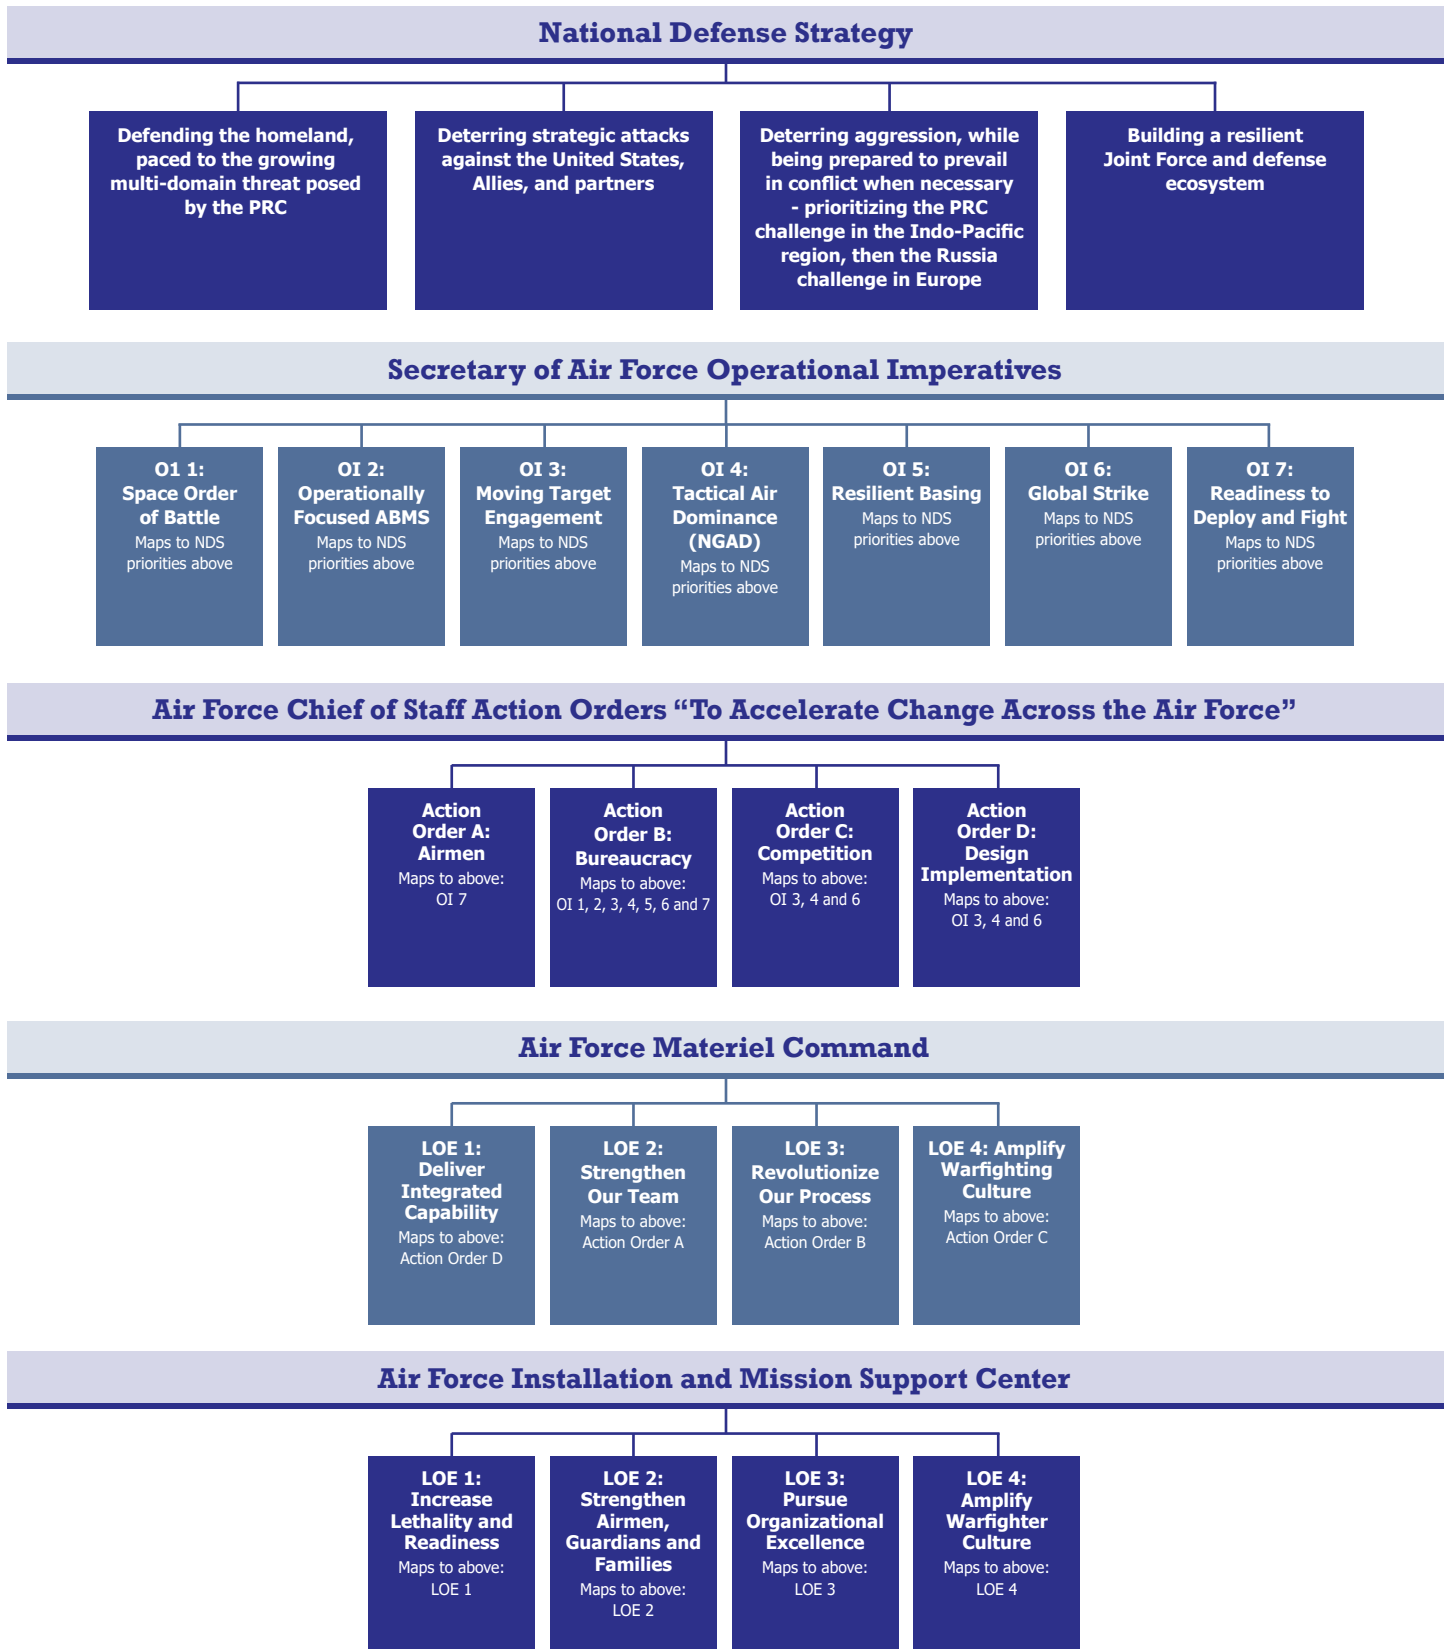 National Defense Strategy
Defending the homeland,
paced to the growing
multi-domain threat posed
by the PRC
Deterring strategic attacks
against the United States,
Allies, and partners
Deterring aggression, while
being prepared to prevail
in conflict when necessary
- prioritizing the PRC
challenge in the Indo-Pacific
region, then the Russia
challenge in Europe
Building a resilient
Joint Force and defense
ecosystem
Secretary of Air Force Operational Imperatives
O1 1:
Space Order
of Battle
Maps to NDS
priorities above
OI 2:
Operationally
Focused ABMS
Maps to NDS
priorities above
OI 3:
Moving Target
Engagement
Maps to NDS
priorities above
OI 4:
Tactical Air
Dominance
(NGAD)
Maps to NDS
priorities above
OI 5:
Resilient Basing
Maps to NDS
priorities above
OI 6:
Global Strike
Maps to NDS
priorities above
OI 7:
Readiness to
Deploy and Fight
Maps to NDS
priorities above
Air Force Chief of Staff Action Orders “To Accelerate Change Across the Air Force”
Action
Order A:
Airmen
Maps to above:
OI 7
Action
Order B:
Bureaucracy
Maps to above:
OI 1, 2, 3, 4, 5, 6 and 7
Action
Order C:
Competition
Maps to above:
OI 3, 4 and 6
Action
Order D:
Design
Implementation
Maps to above:
OI 3, 4 and 6
Air Force Materiel Command
LOE 1:
Deliver
Integrated
Capability
Maps to above:
Action Order D
LOE 2:
Strengthen
Our Team
Maps to above:
Action Order A
LOE 3:
Revolutionize
Our Process
Maps to above:
Action Order B
LOE 4: Amplify
Warfighting
Culture
Maps to above:
Action Order C
Air Force Installation and Mission Support Center
LOE 1:
Increase
Lethality and
Readiness
Maps to above:
LOE 1
LOE 2:
Strengthen
Airmen,
Guardians and
Families
Maps to above:
LOE 2
LOE 3:
Pursue
Organizational
Excellence
Maps to above:
LOE 3
LOE 4:
Amplify
Warfighter
Culture
Maps to above:
LOE 4